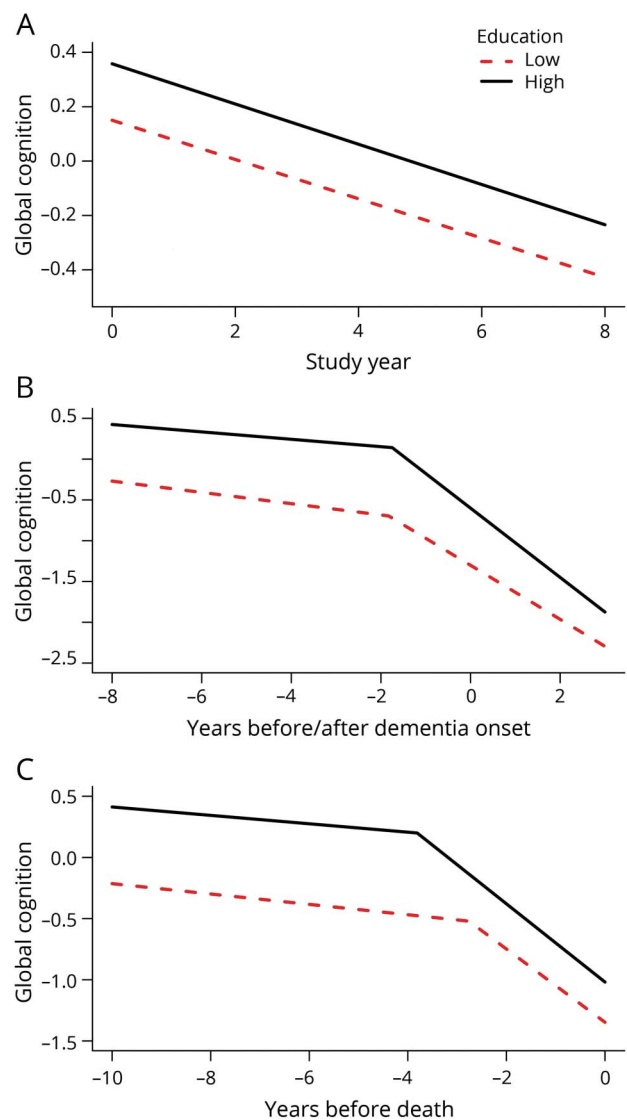 A
Education
Low
High
Global cognition
0.4
0.2
0.0
–0.2
–0.4
0 2 4 6 8
Study year
B
Global cognition
0.5
–0.5
–1.5
–2.5
–8 –6 –4 –2 0 2
Years before/after dementia onset
C
Global cognition
0.5
0.0
–0.5
–1.0
–1.5
–10 –8 –6 –4 –2 0
Years before death